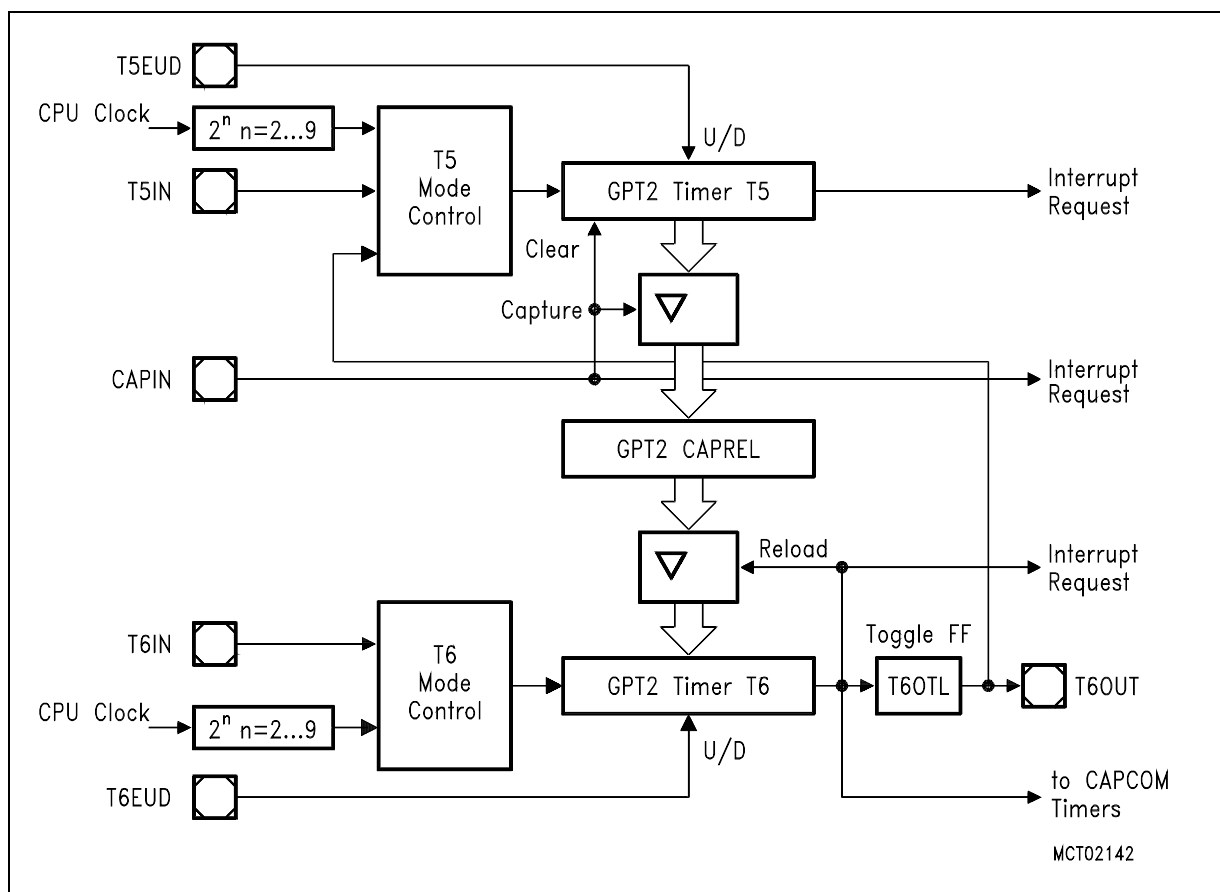 T5EUD
CPU Clock
2ⁿ n=2...9
T5IN
T5
Mode
Control
U/D
GPT2 Timer T5
Interrupt
Request
Clear
Capture
CAPIN
Interrupt
Request
GPT2 CAPREL
Reload
Interrupt
Request
T6IN
T6
Mode
Control
Toggle FF
GPT2 Timer T6
T6OTL
T6OUT
CPU Clock
2ⁿ n=2...9
U/D
T6EUD
to CAPCOM
Timers
MCT02142